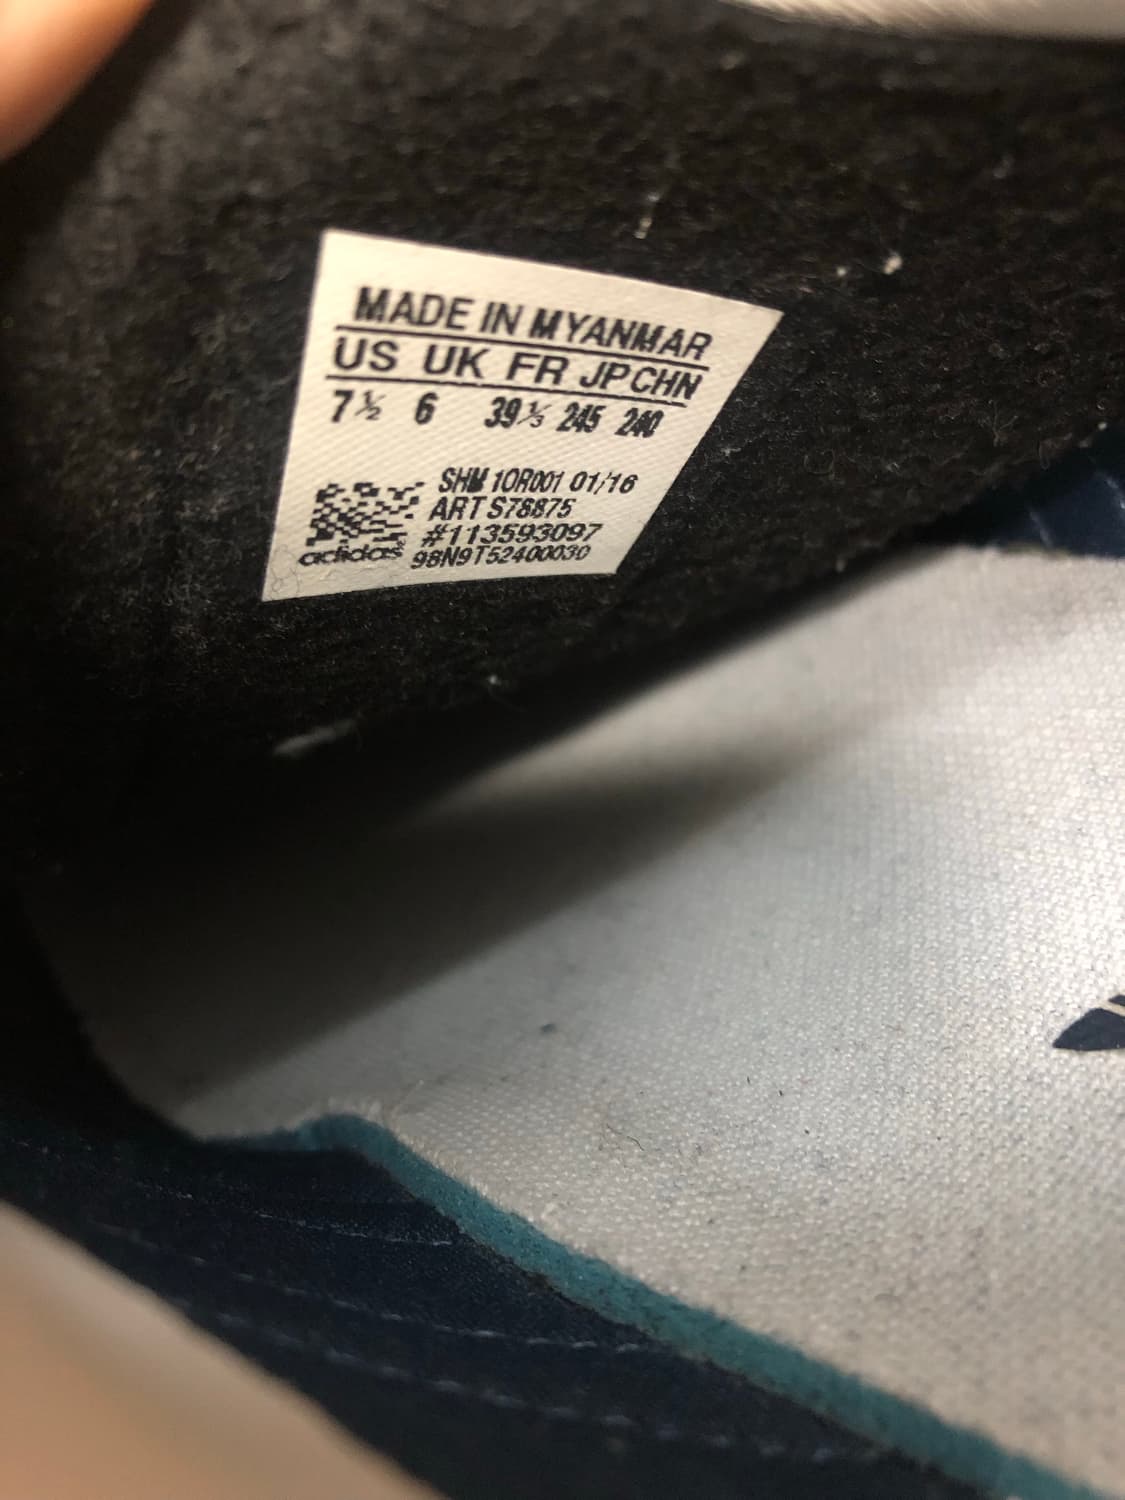 MADE IN MYANMAR
US UK FR JP CHN
7½ 6 39⅓ 245 240
SHM 1OR001 01/16
ART S78875
#113593097
adidas 98N9T52400030